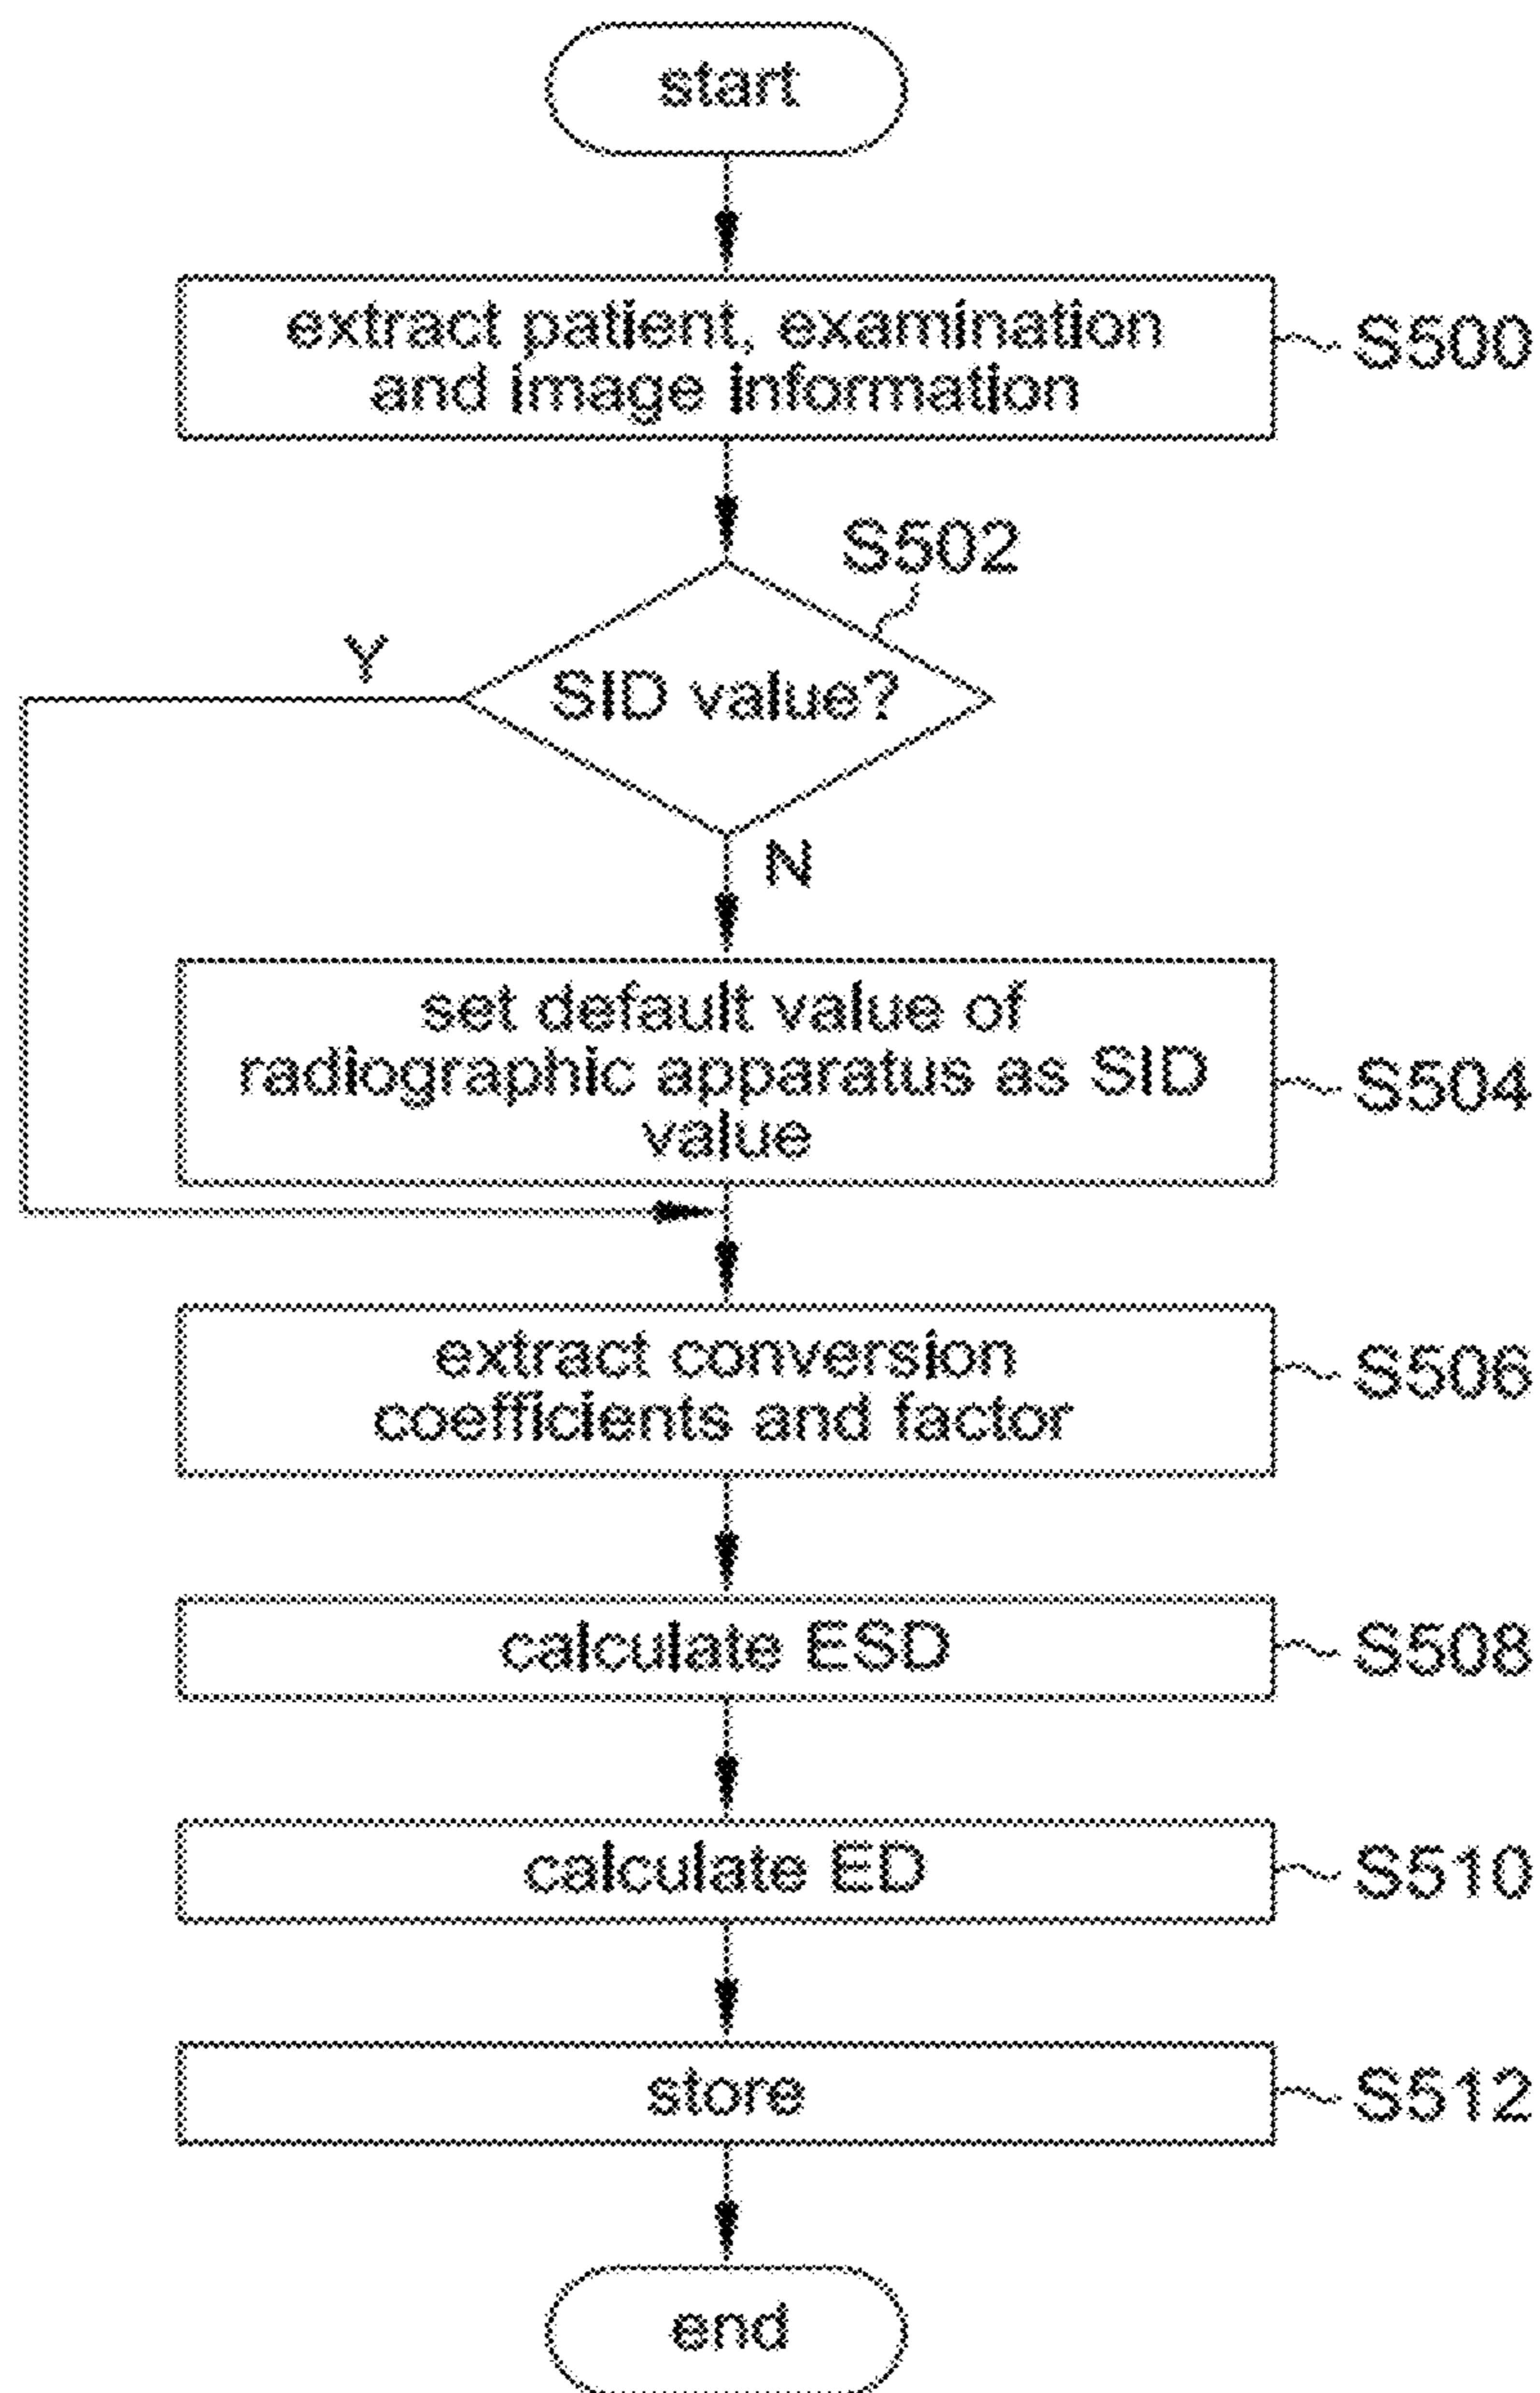 start
extract patient, examination
and image information
S500
S502
SID value?
Y
N
set default value of
radiographic apparatus as SID
value
S504
extract conversion
coefficients and factor
S506
calculate ESD
S508
calculate ED
S510
store
S512
end